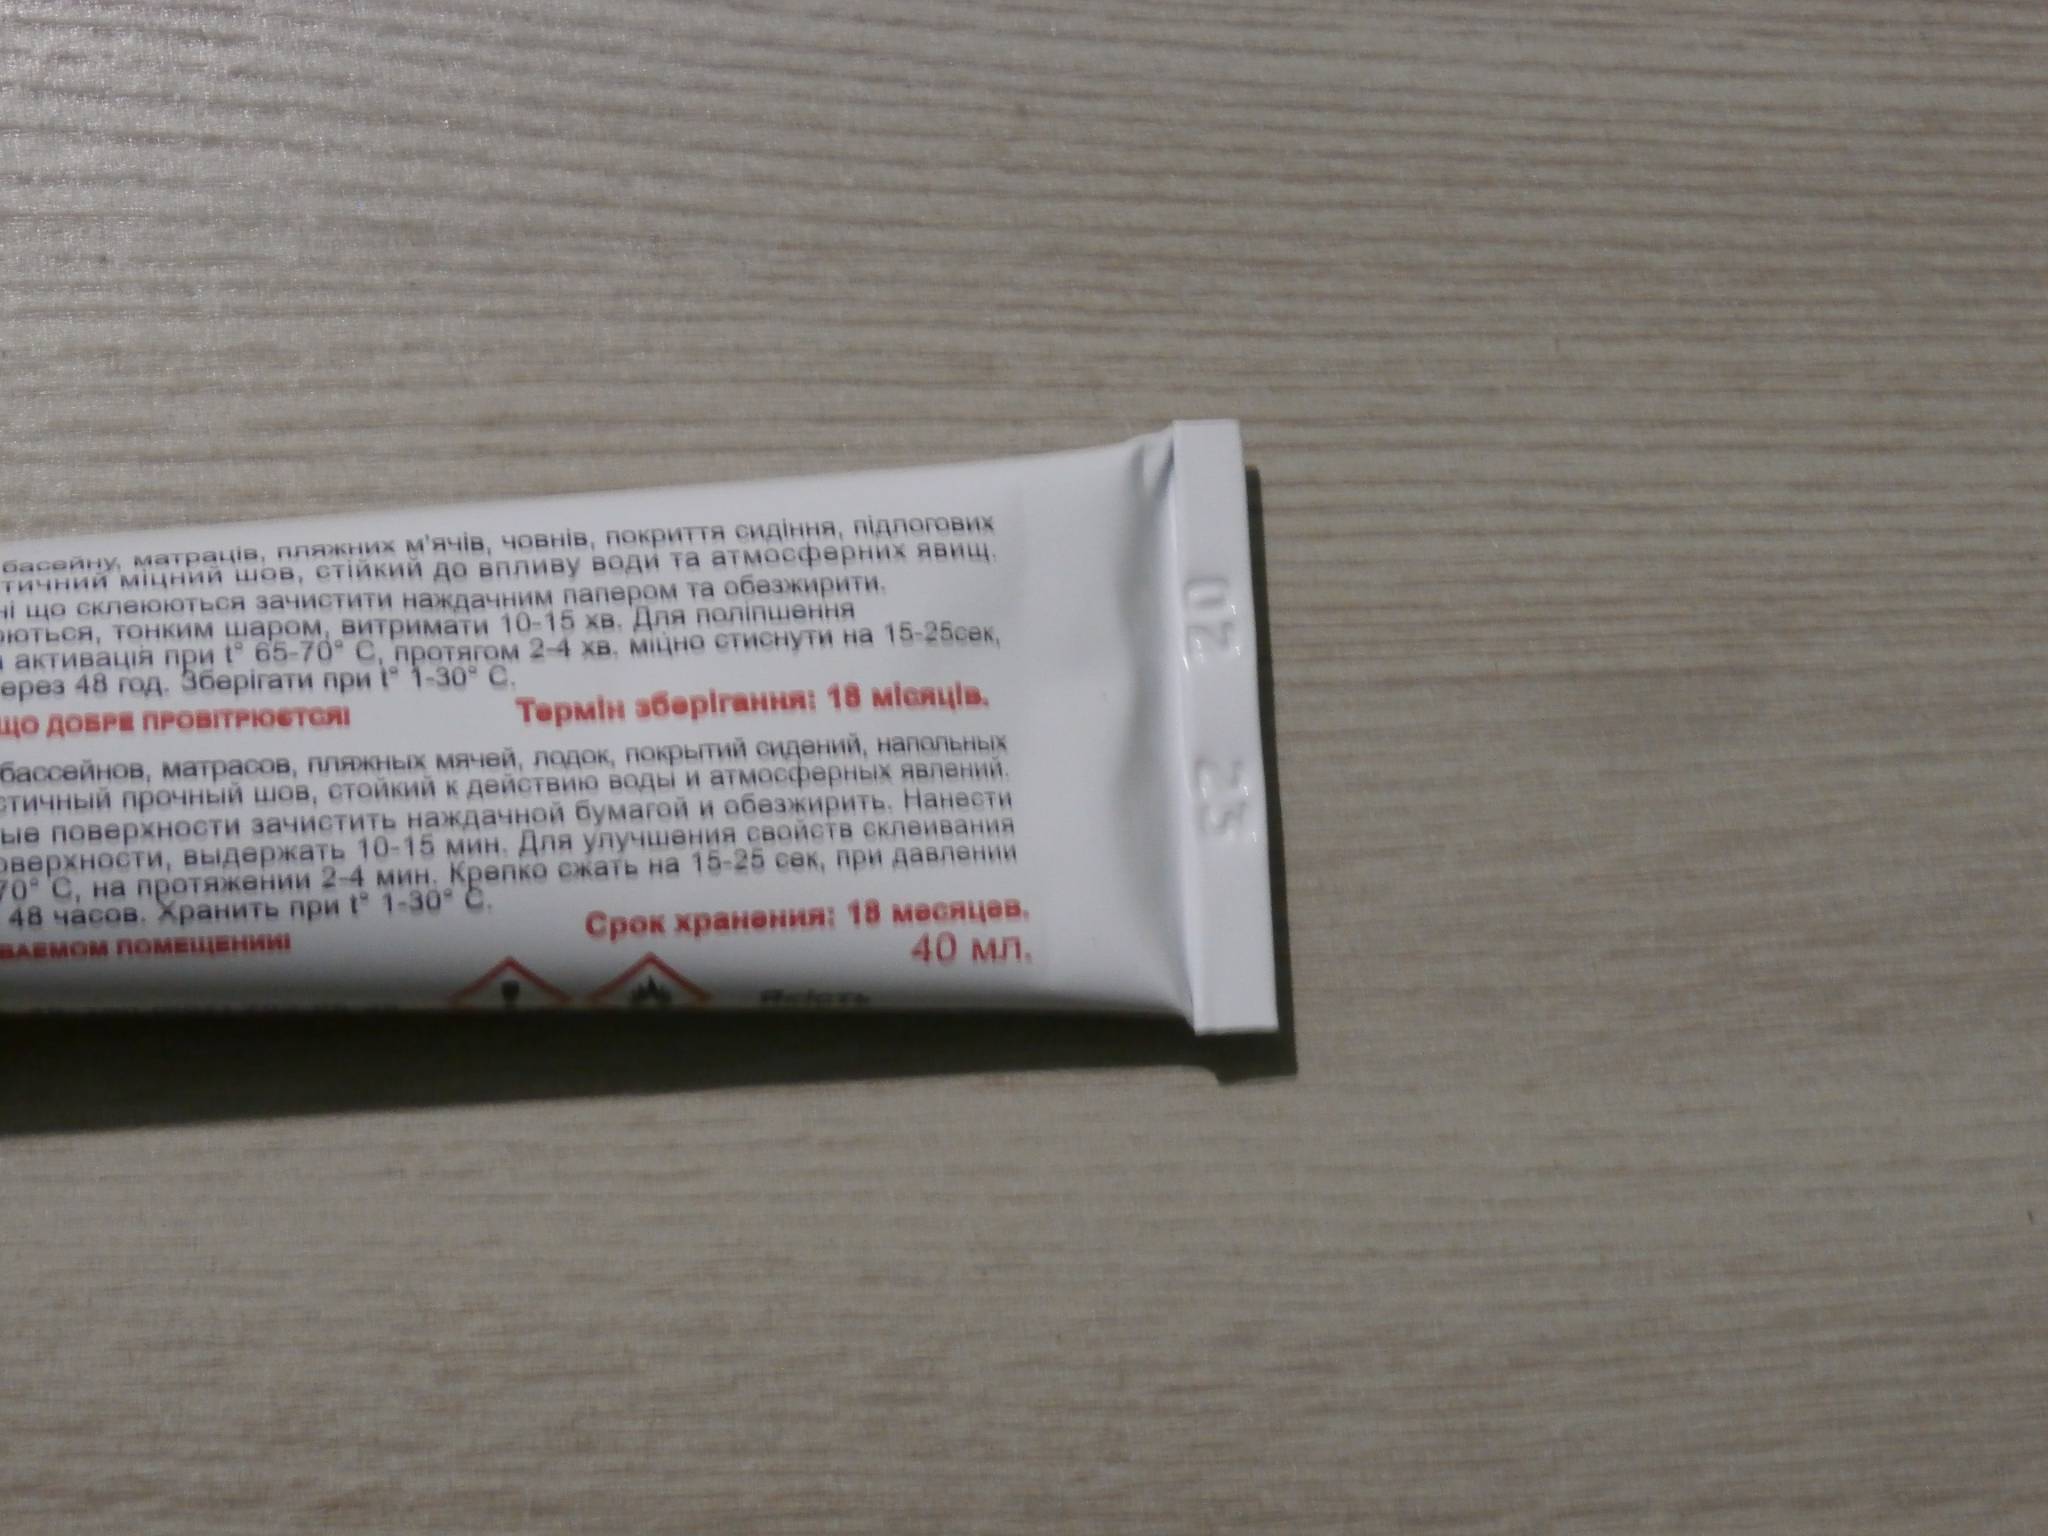 басейну, матраців, пляжних м'ячів, човнів, покриття сидіння, підлогових
тичний міцний шов, стійкий до впливу води та атмосферних явищ.
ні що склеюються зачистити наждачним папером та обезжирити.
юються, тонким шаром, витримати 10-15 хв. Для поліпшення
активація при t° 65-70° С, протягом 2-4 хв. міцно стиснути на 15-25сек,
ерез 48 год. Зберігати при t° 1-30° С.
ЩО ДОБРЕ ПРОВІТРЮЄТСЯ!
Термін зберігання: 18 місяців.
бассейнов, матрасов, пляжных мячей, лодок, покрытий сидений, напольных
стичный прочный шов, стойкий к действию воды и атмосферных явлений.
ые поверхности зачистить наждачной бумагой и обезжирить. Нанести
оверхности, выдержать 10-15 мин. Для улучшения свойств склеивания
70° С, на протяжении 2-4 мин. Крепко сжать на 15-25 сек, при давлении
48 часов. Хранить при t° 1-30° С.
ВАЕМОМ ПОМЕЩЕНИИ!
Срок хранения: 18 месяцев.
40 мл.
Якість
02 25